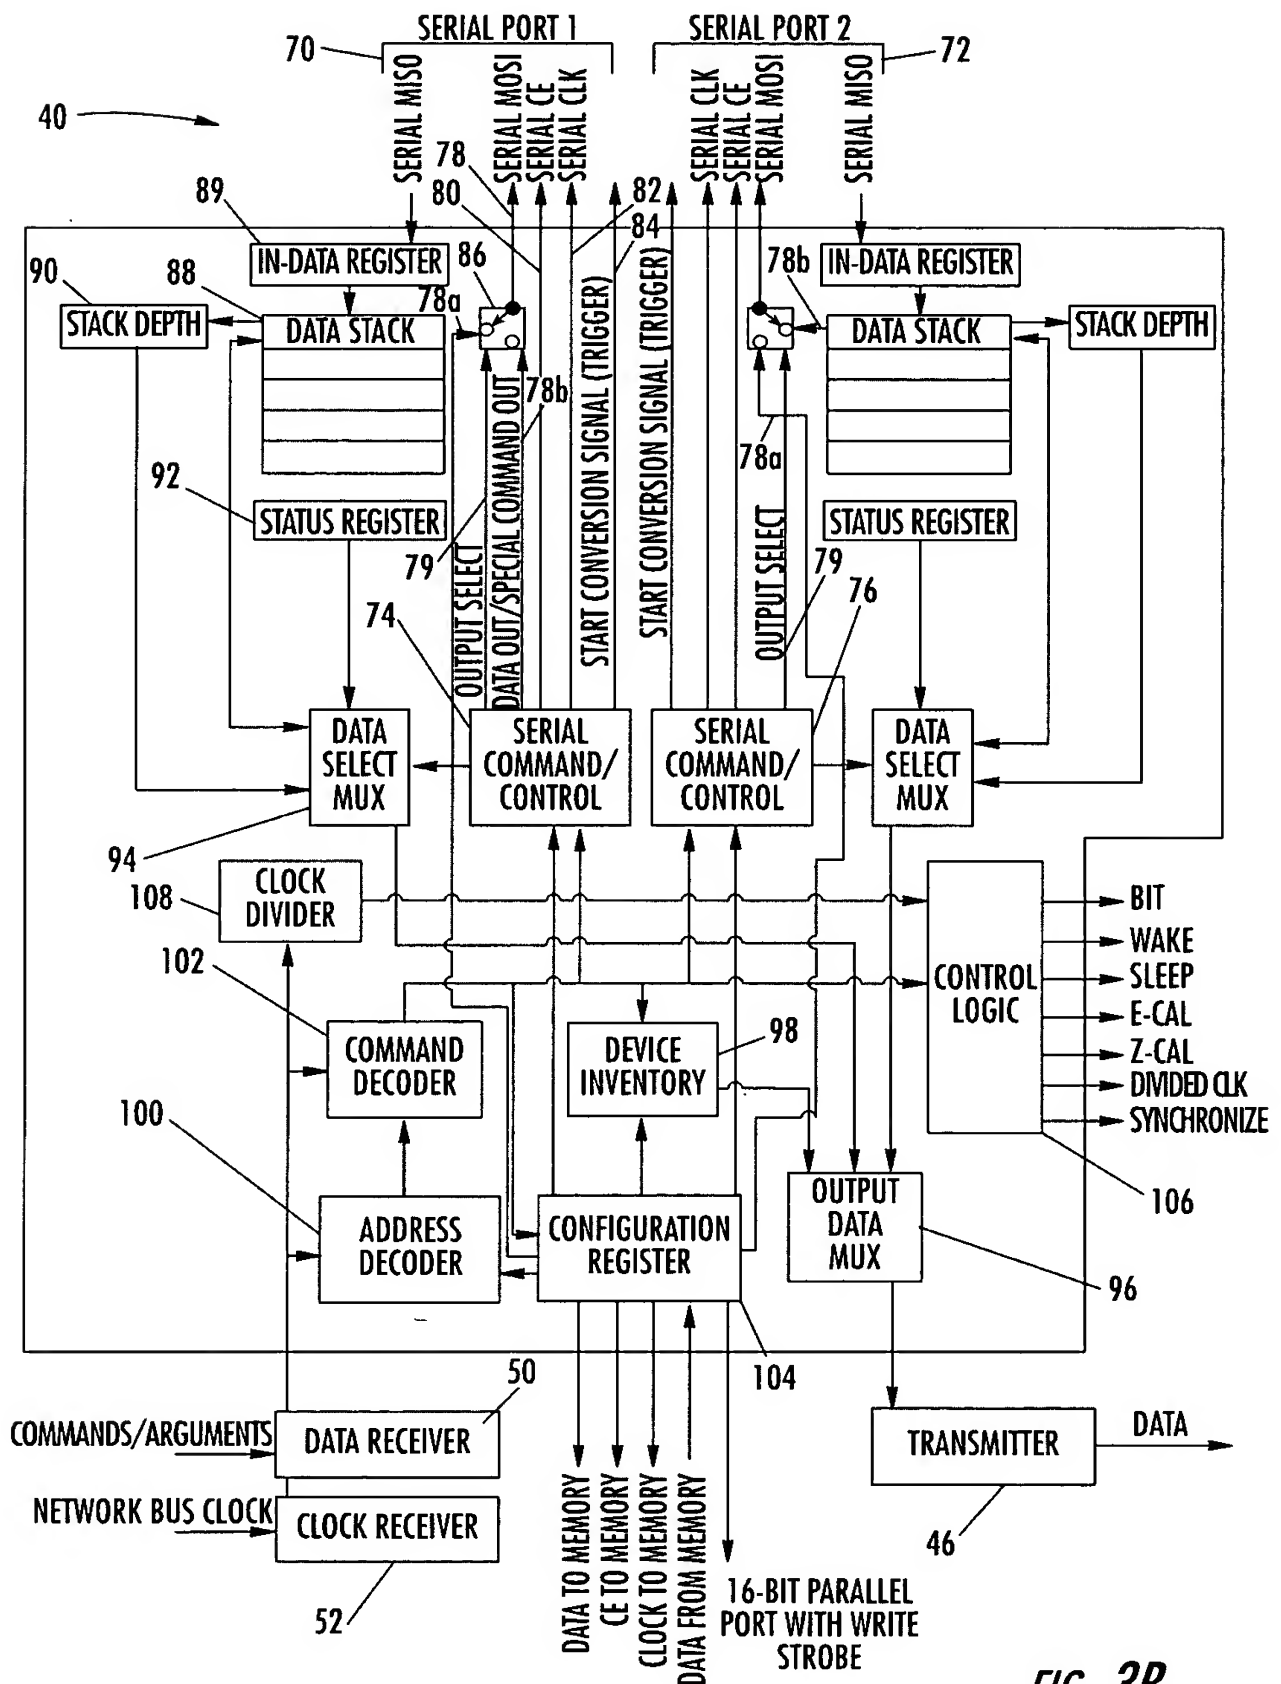 SERIAL PORT 1
SERIAL PORT 2
70
72
40
SERIAL MISO
SERIAL MOSI
SERIAL CE
SERIAL CLK
SERIAL CLK
SERIAL CE
SERIAL MOSI
SERIAL MISO
78
80
82
84
89
IN-DATA REGISTER
IN-DATA REGISTER
90
88
86
78a
78b
STACK DEPTH
DATA STACK
DATA STACK
STACK DEPTH
START CONVERSION SIGNAL (TRIGGER)
START CONVERSION SIGNAL (TRIGGER)
78b
78a
92
STATUS REGISTER
STATUS REGISTER
79
OUTPUT SELECT
DATA OUT/SPECIAL COMMAND OUT
OUTPUT SELECT
79
74
76
DATA
SELECT
MUX
SERIAL
COMMAND/
CONTROL
SERIAL
COMMAND/
CONTROL
DATA
SELECT
MUX
94
108
CLOCK
DIVIDER
BIT
WAKE
SLEEP
E-CAL
Z-CAL
DIVIDED CLK
SYNCHRONIZE
CONTROL
LOGIC
102
COMMAND
DECODER
DEVICE
INVENTORY
98
100
ADDRESS
DECODER
CONFIGURATION
REGISTER
OUTPUT
DATA
MUX
106
96
104
50
COMMANDS/ARGUMENTS
DATA RECEIVER
TRANSMITTER
DATA
NETWORK BUS CLOCK
CLOCK RECEIVER
46
52
DATA TO MEMORY
CE TO MEMORY
CLOCK TO MEMORY
DATA FROM MEMORY
16-BIT PARALLEL
PORT WITH WRITE
STROBE
FIG. 3B